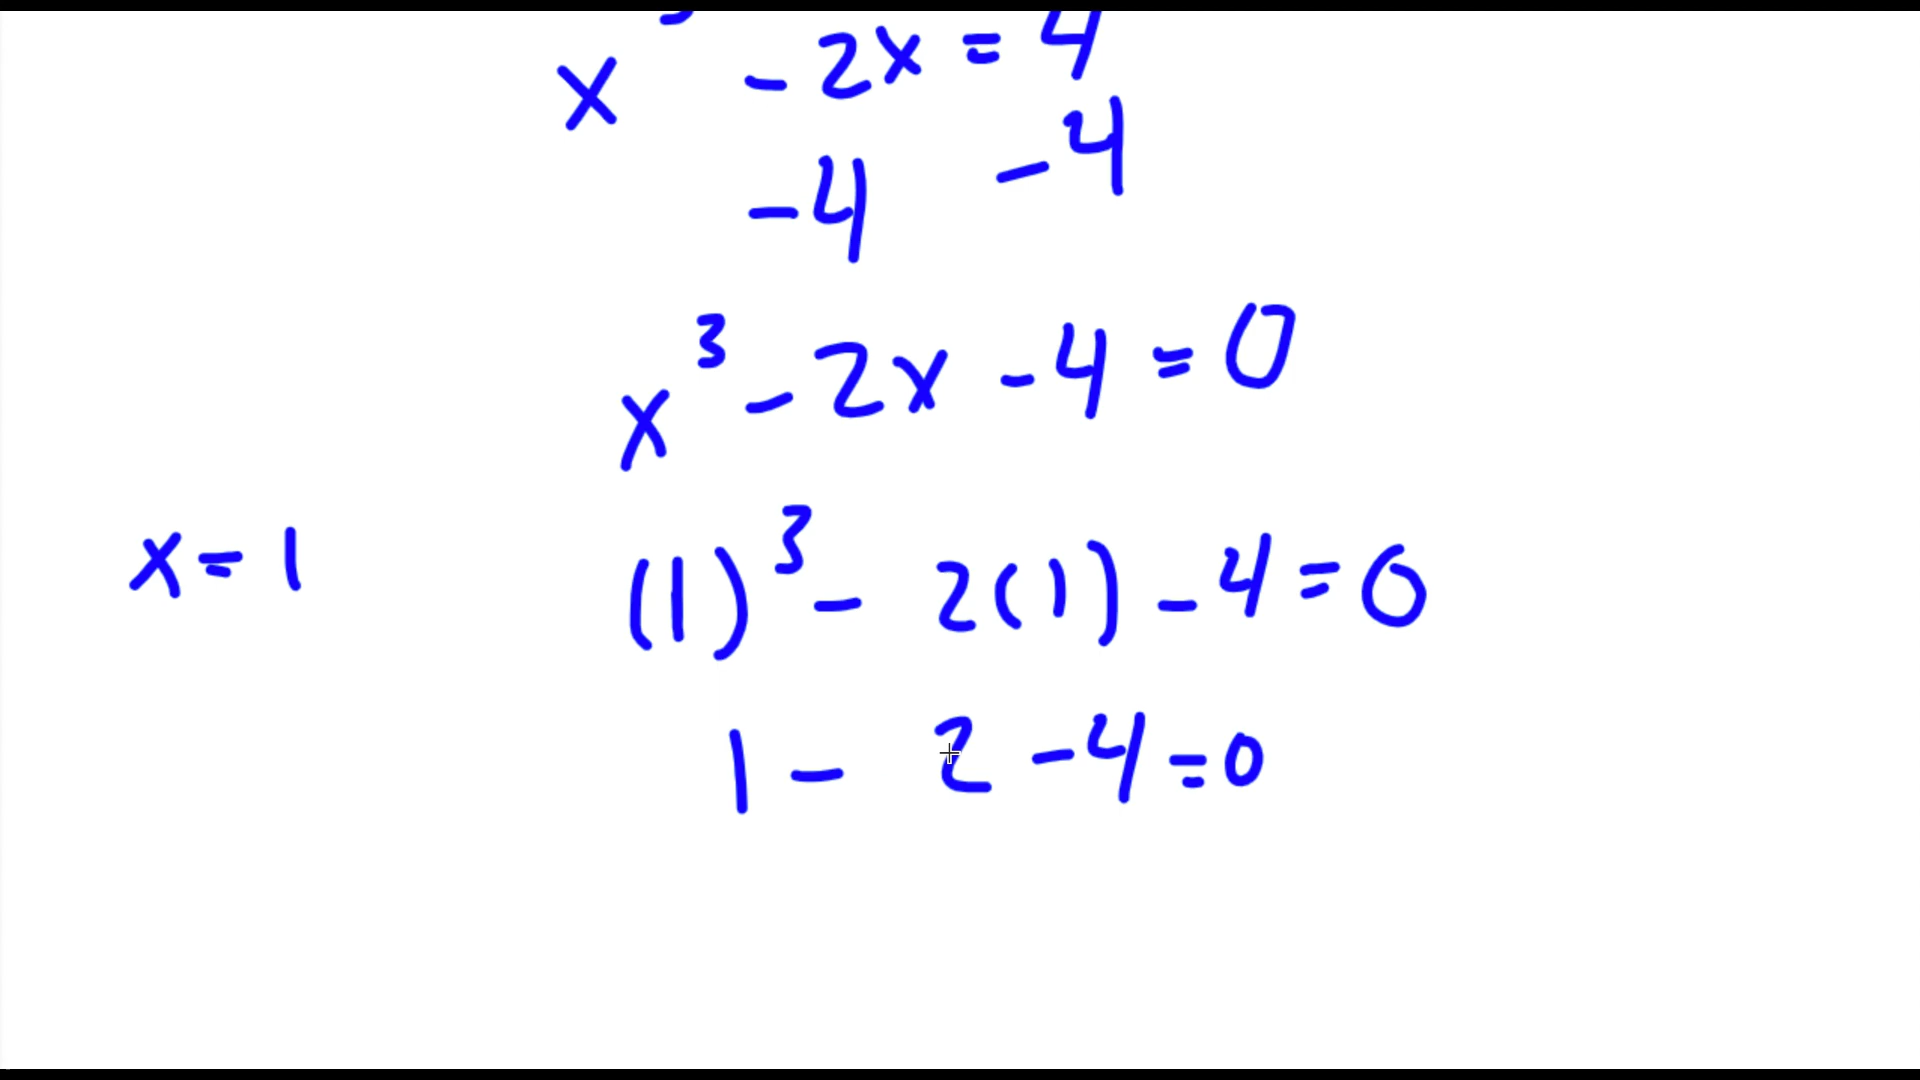 x³ - 2x = 4
-4 -4
x³ - 2x - 4 = 0
x = 1 (1)³ - 2(1) - 4 = 0
1 - 2 - 4 = 0